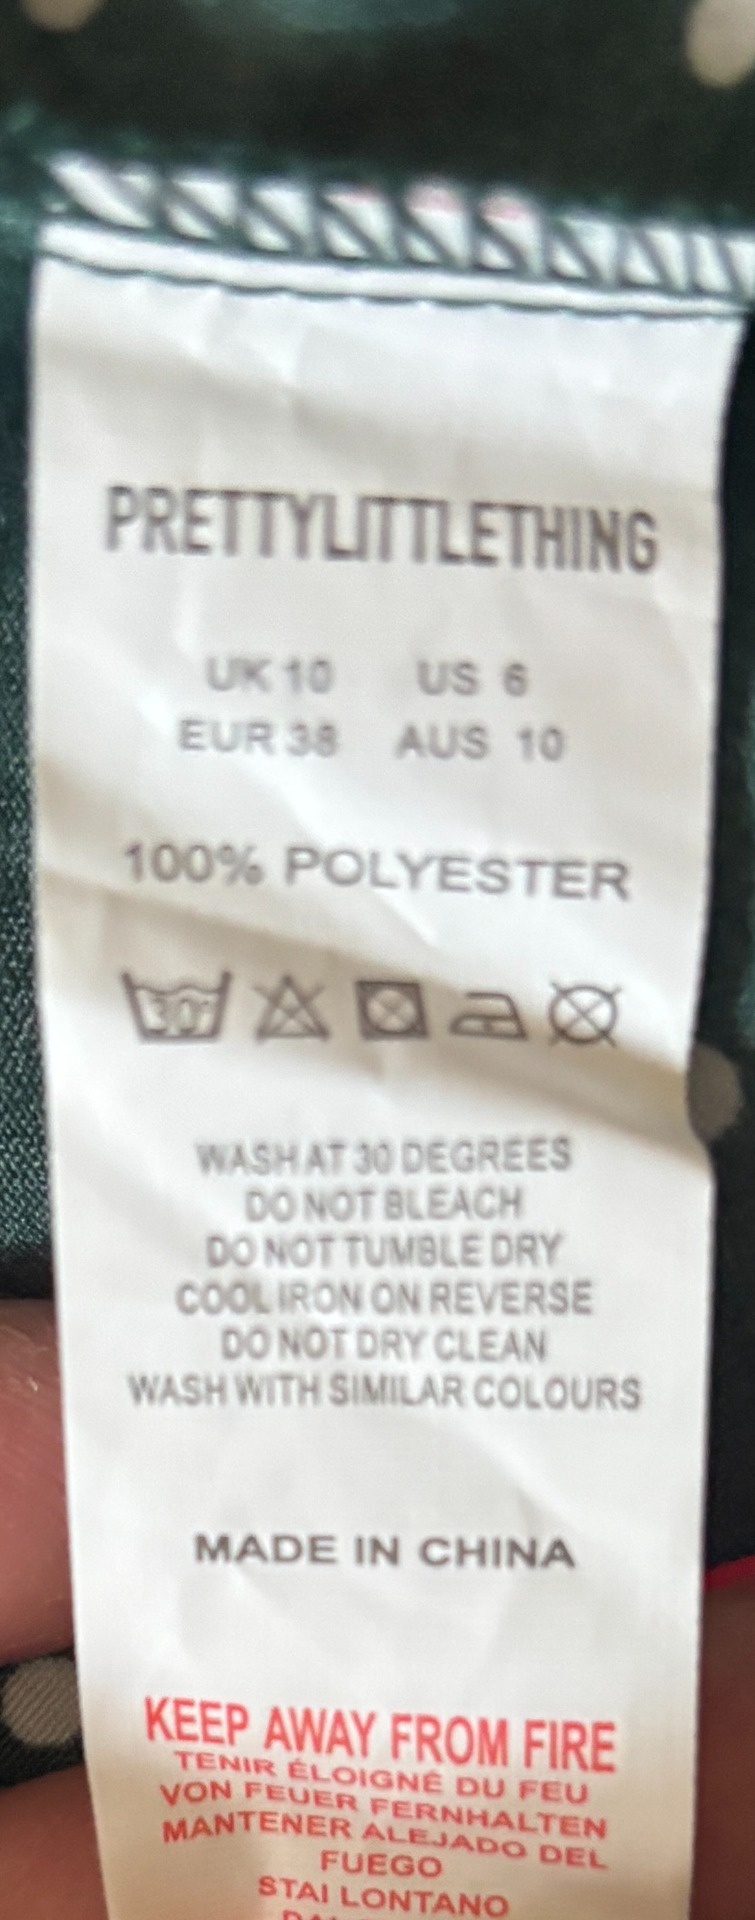 PRETTYLITTLETHING
UK 10 US 6
EUR 38 AUS 10
100% POLYESTER
30°
WASH AT 30 DEGREES
DO NOT BLEACH
DO NOT TUMBLE DRY
COOL IRON ON REVERSE
DO NOT DRY CLEAN
WASH WITH SIMILAR COLOURS
MADE IN CHINA
KEEP AWAY FROM FIRE
TENIR ÉLOIGNÉ DU FEU
VON FEUER FERNHALTEN
MANTENER ALEJADO DEL
FUEGO
STAI LONTANO